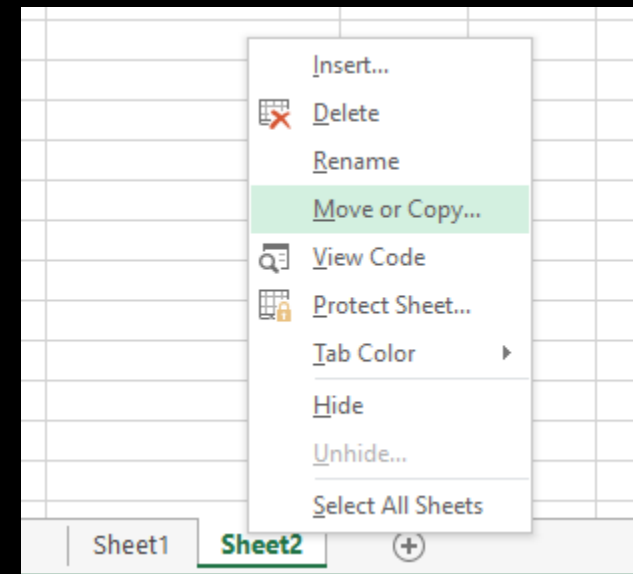 Insert...
Delete
Rename
Move or Copy...
View Code
Protect Sheet...
Tab Color
Hide
Unhide...
Select All Sheets
Sheet1 Sheet2